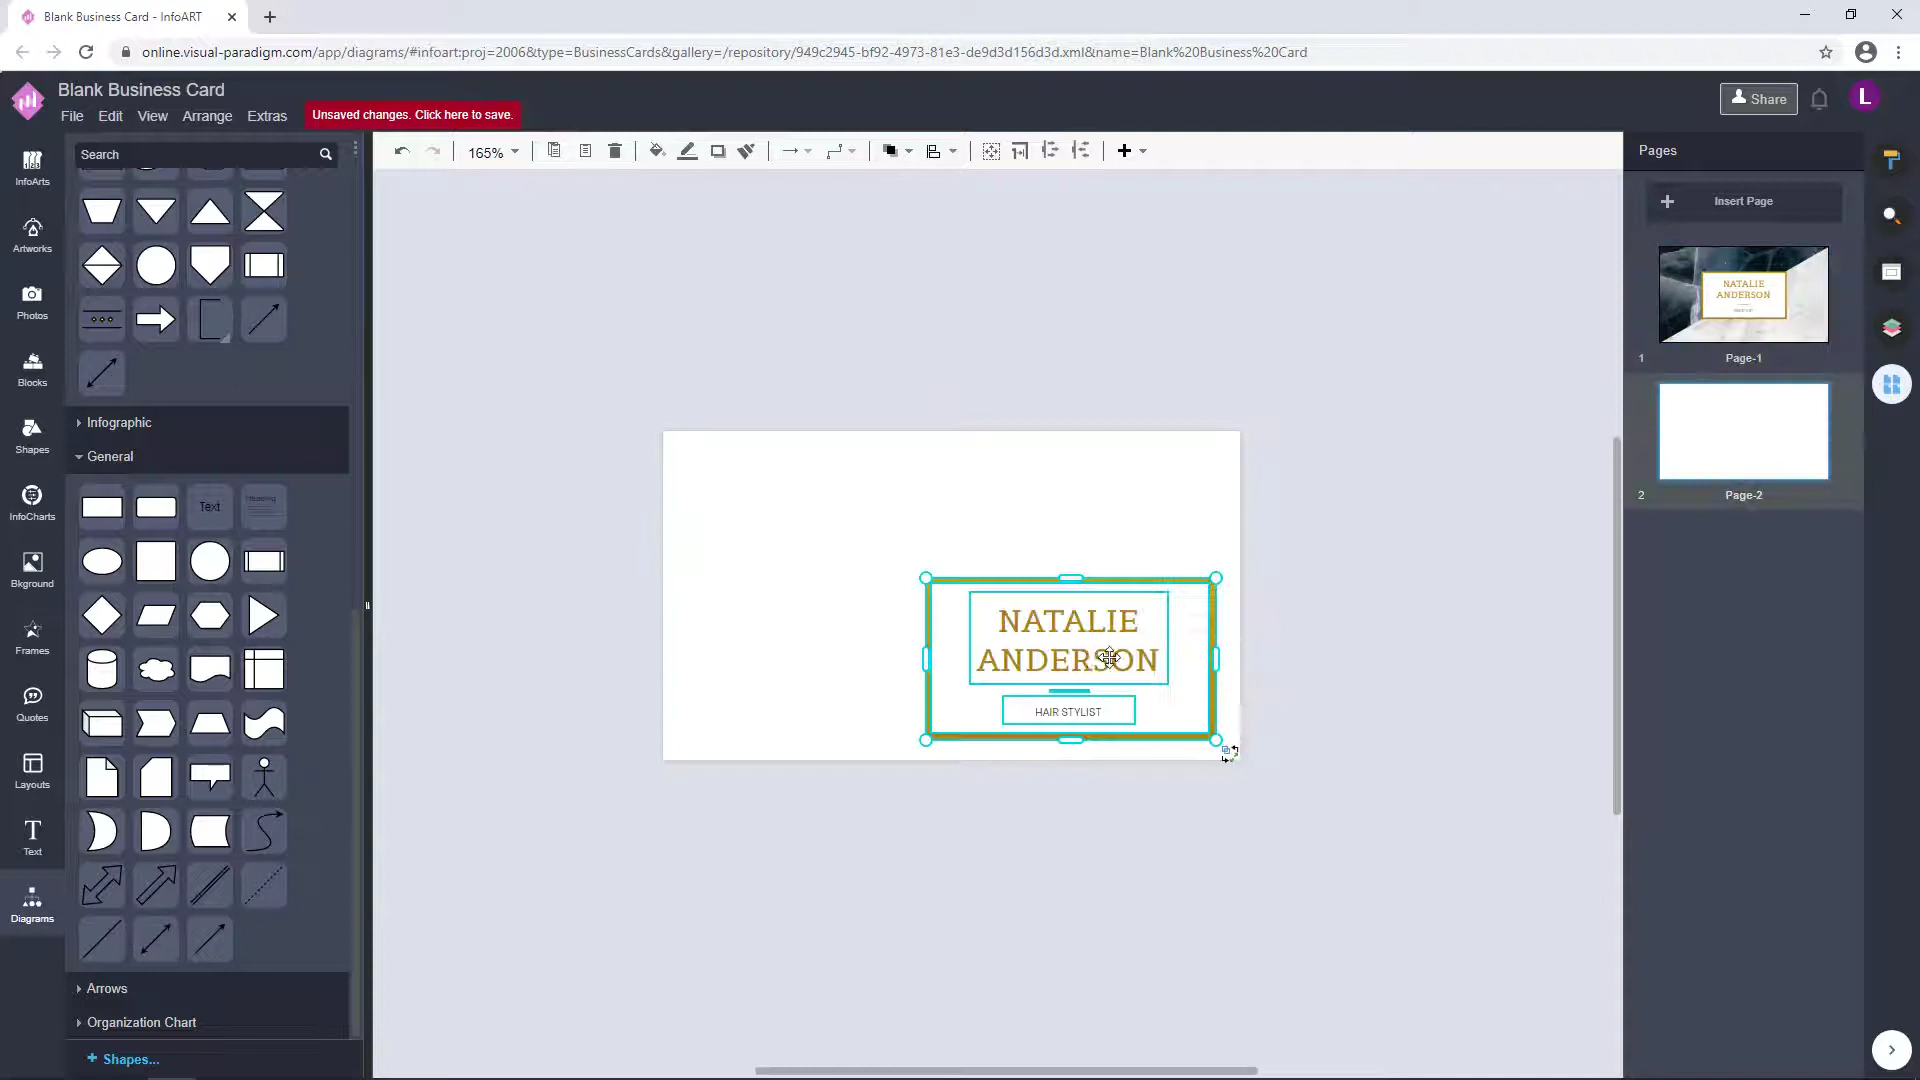 Blank Business Card - InfoART
online.visual-paradigm.com/app/diagrams/#infoart:proj=2006&type=BusinessCards&gallery=/repository/949c2945-bf92-4973-81e3-de9d3d156d3d.xml&name=Blank%20Business%20Card
Blank Business Card
File Edit View Arrange Extras
Unsaved changes. Click here to save.
Share
L
Search
165%
Pages
InfoArts
Artworks
Photos
Blocks
Shapes
InfoCharts
Bkground
Frames
Quotes
Layouts
Text
Diagrams
Infographic
General
Text
Heading
Arrows
Organization Chart
+ Shapes...
NATALIE
ANDERSON
HAIR STYLIST
Insert Page
NATALIE
ANDERSON
1 Page-1
2 Page-2